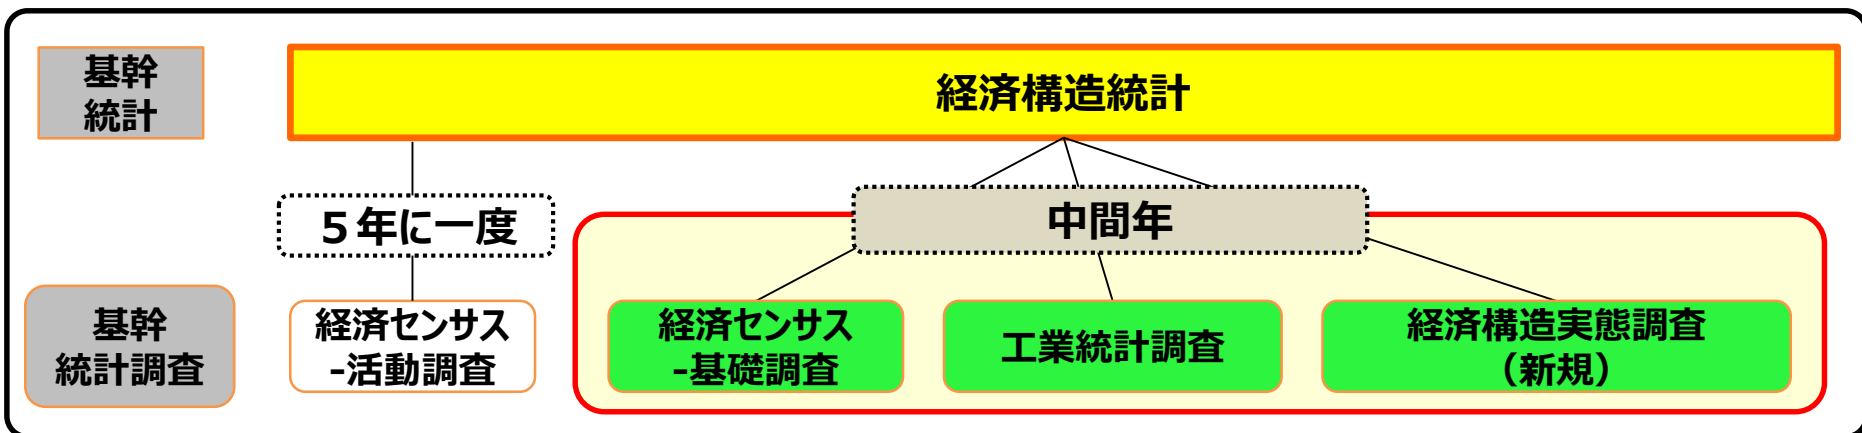 基幹
統計
経済構造統計
５年に一度
中間年
基幹
統計調査
経済センサス
-活動調査
経済センサス
-基礎調査
工業統計調査
経済構造実態調査
（新規）